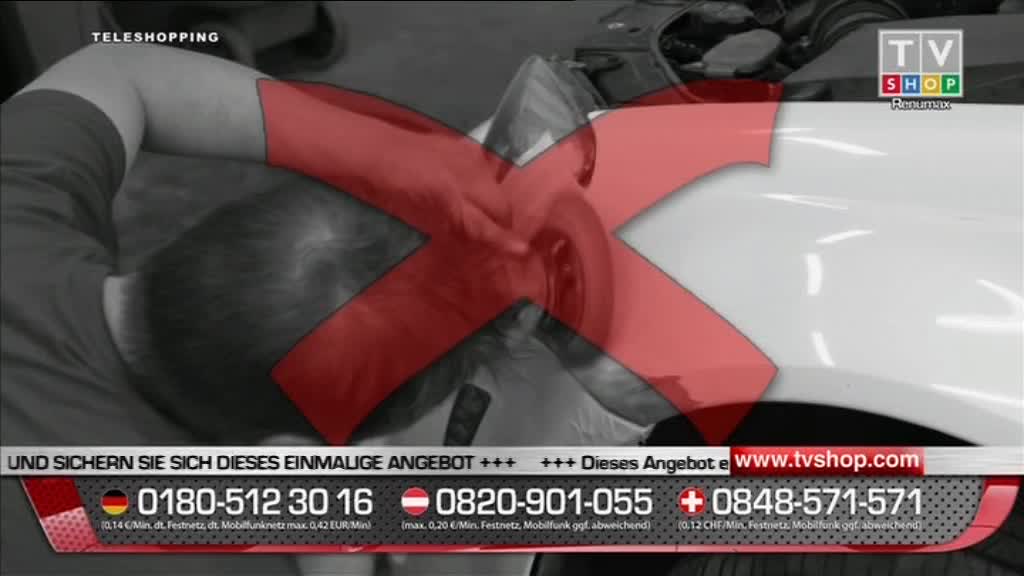 TELESHOPPING
TV
SHOP
Renumax
UND SICHERN SIE SICH DIESES EINMALIGE ANGEBOT +++ +++ Dieses Angebot e
www.tvshop.com
0180-512 30 16 0820-901-055 0848-571-571
(0,14 €/Min. dt. Festnetz, dt. Mobilfunknetz max. 0,42 EUR/Min) (max. 0,20 €/Min. Festnetz, Mobilfunk ggf. abweichend) (0,12 CHF/Min. Festnetz, Mobilfunk ggf. abweichend)